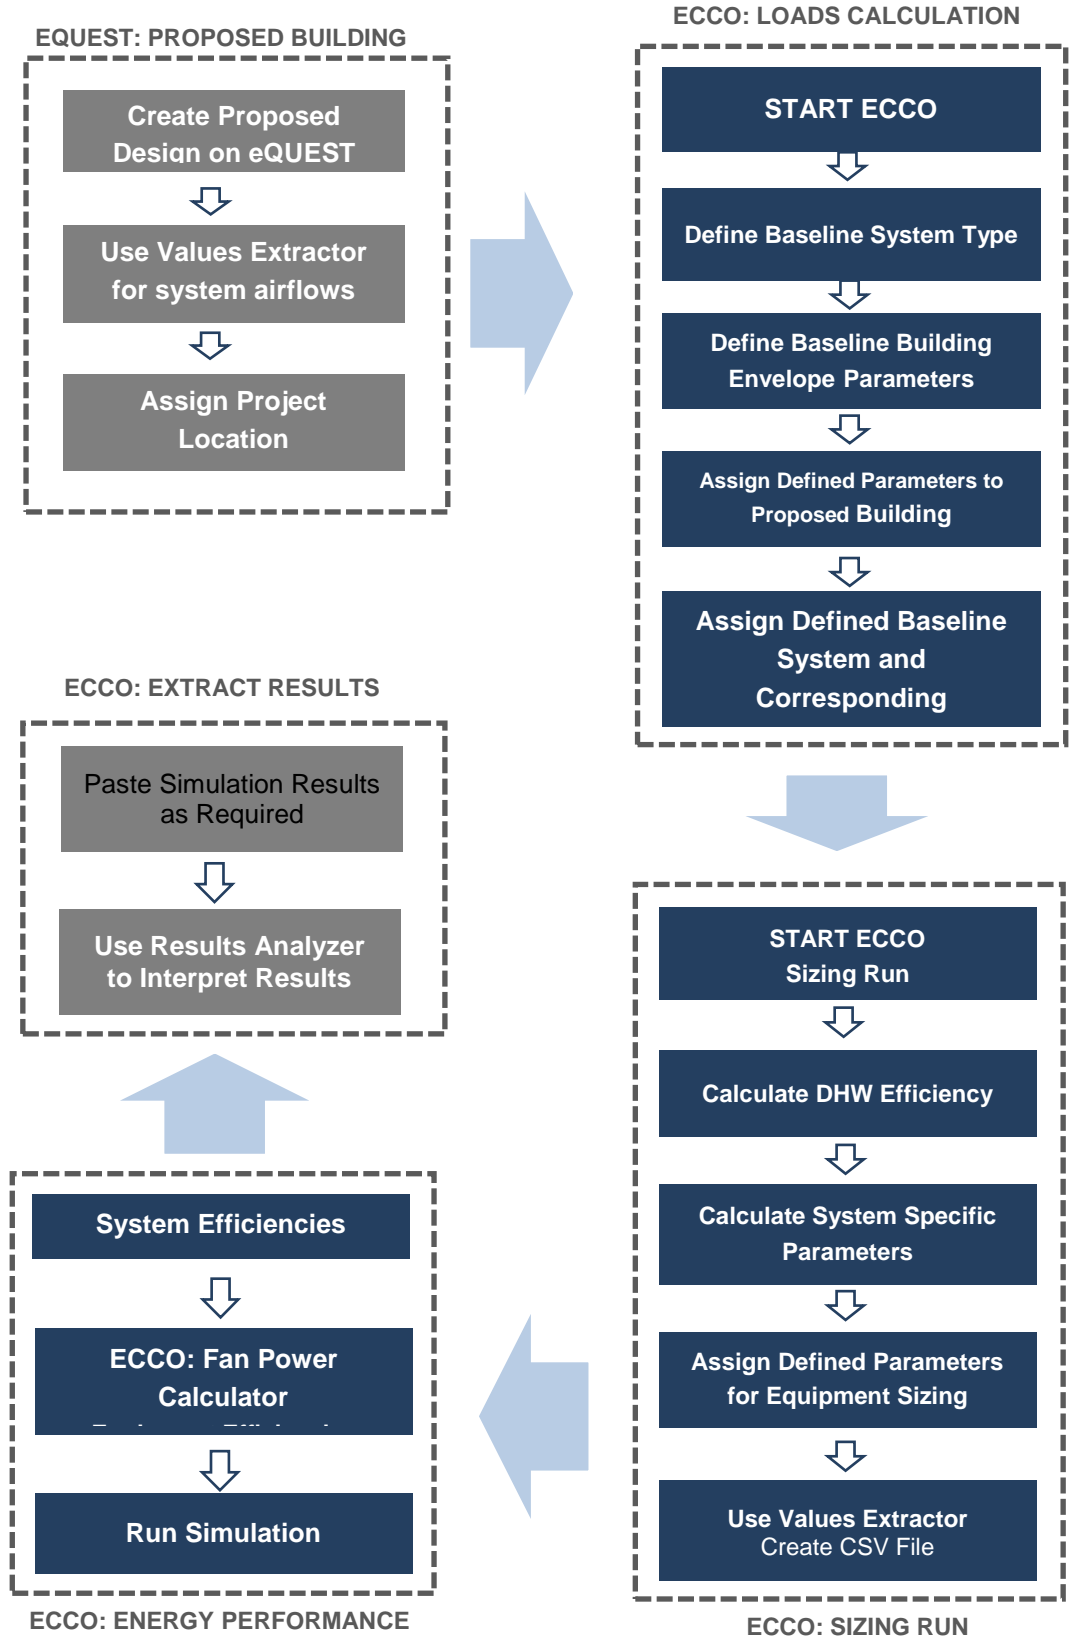 EQUEST: PROPOSED BUILDING
Create Proposed
Design on eQUEST
Use Values Extractor
for system airflows
Assign Project
Location
ECCO: LOADS CALCULATION
START ECCO
Define Baseline System Type
Define Baseline Building
Envelope Parameters
Assign Defined Parameters to
Proposed Building
Assign Defined Baseline
System and
Corresponding
START ECCO
Sizing Run
Calculate DHW Efficiency
Calculate System Specific
Parameters
Assign Defined Parameters
for Equipment Sizing
Use Values Extractor
Create CSV File
ECCO: SIZING RUN
System Efficiencies
ECCO: Fan Power
Calculator
Run Simulation
ECCO: ENERGY PERFORMANCE
ECCO: EXTRACT RESULTS
Paste Simulation Results
as Required
Use Results Analyzer
to Interpret Results